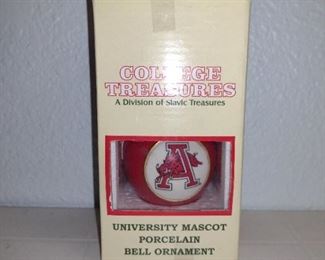 COLLEGE
TREASURES
A Division of Slavic Treasures
A
UNIVERSITY MASCOT
PORCELAIN
BELL ORNAMENT